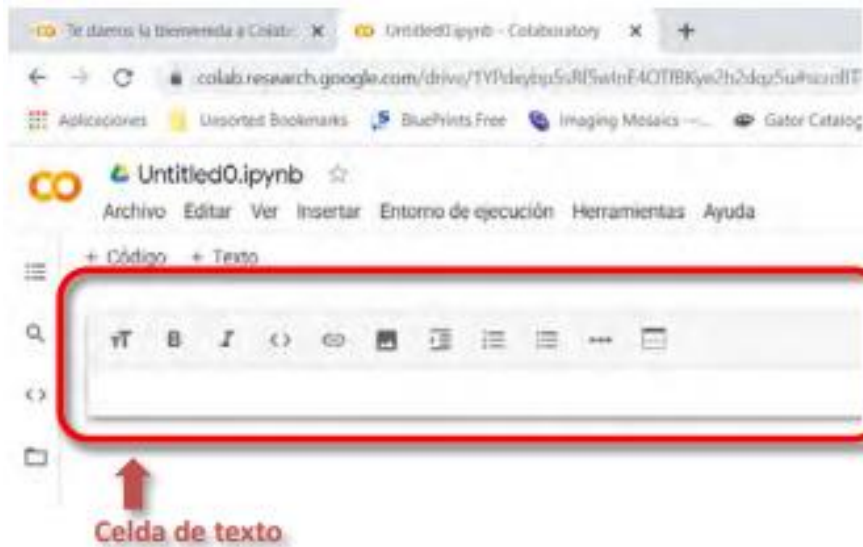 Te damos la bienvenida a Colab
Untitled0.ipynb - Colaboratory
colab.research.google.com/drive/
Aplicaciones Unsorted Bookmarks BluePrints Free Imaging Mosaics —... Gator Catalog
CO Untitled0.ipynb
Archivo Editar Ver Insertar Entorno de ejecución Herramientas Ayuda
+ Código + Texto
Celda de texto